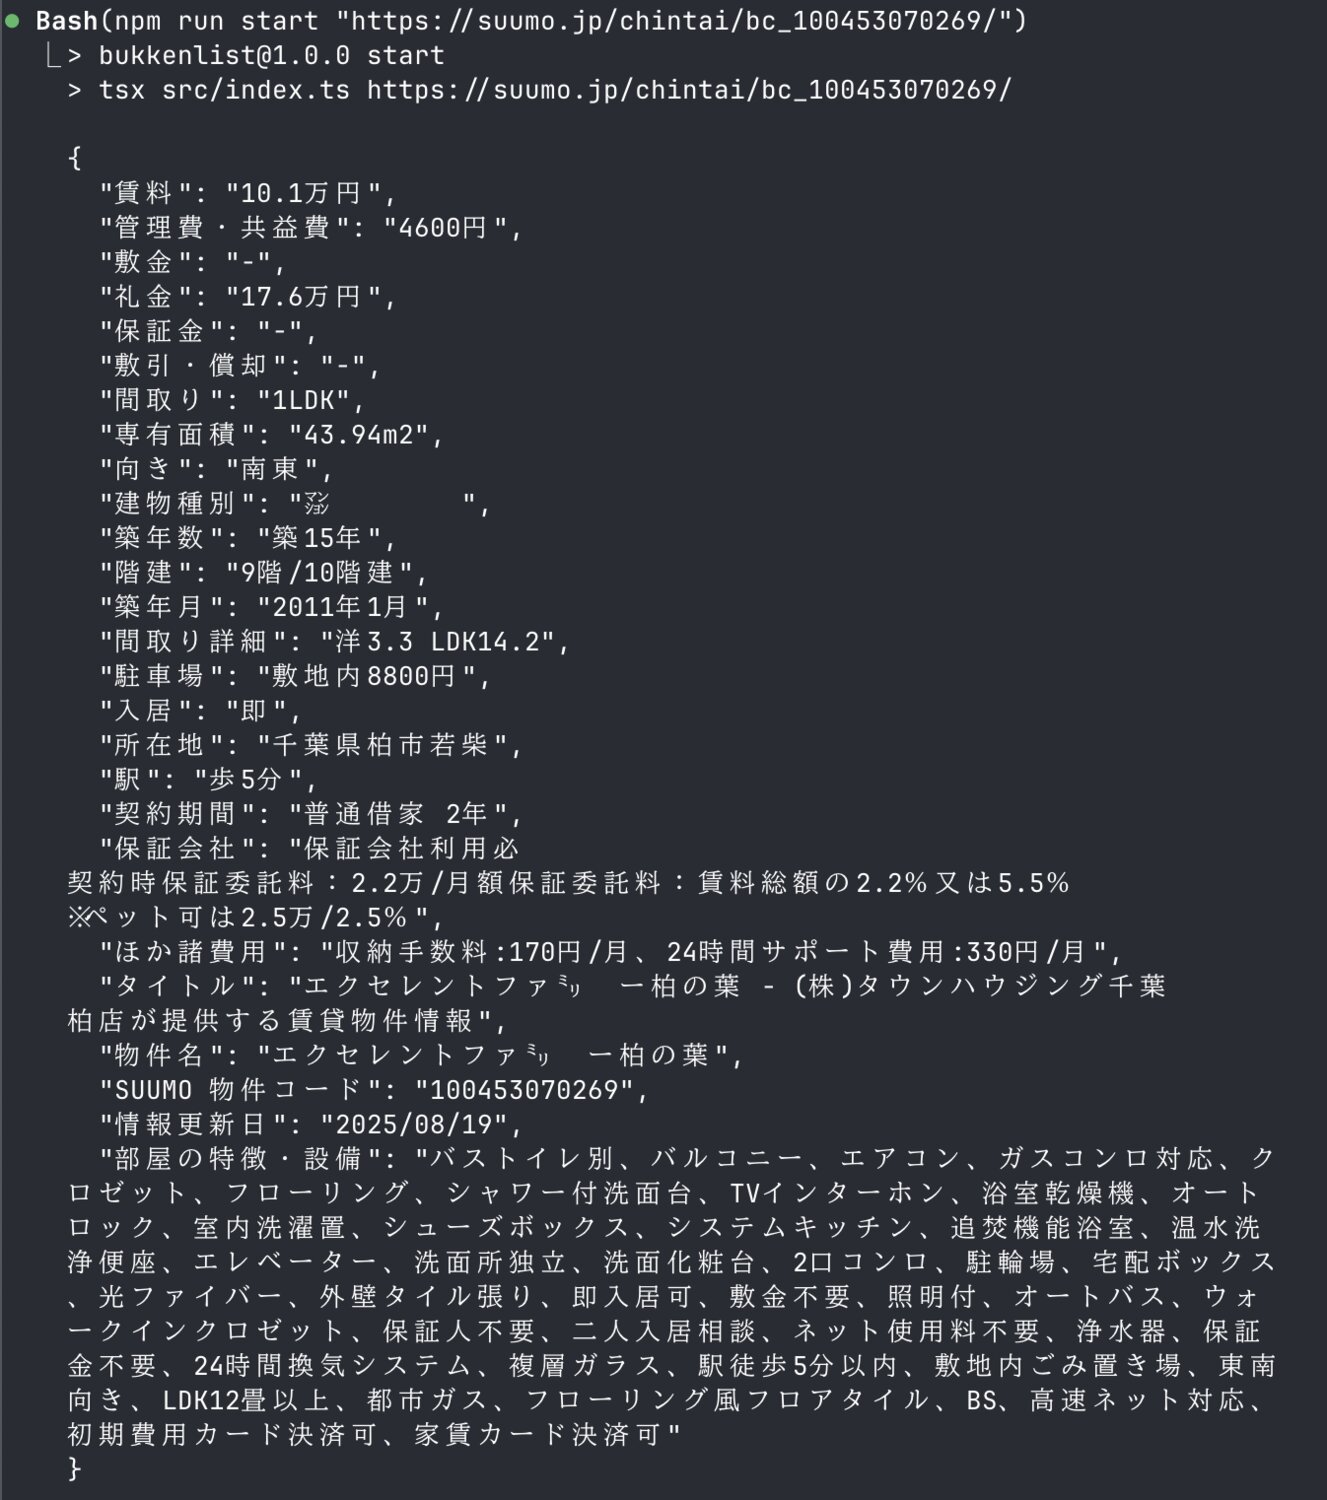 Bash(npm run start "https://suumo.jp/chintai/bc_100453070269/")
> bukkenlist@1.0.0 start
> tsx src/index.ts https://suumo.jp/chintai/bc_100453070269/
{
"賃料": "10.1万円",
"管理費・共益費": "4600円",
"敷金": "-",
"礼金": "17.6万円",
"保証金": "-",
"敷引・償却": "-",
"間取り": "1LDK",
"専有面積": "43.94m2",
"向き": "南東",
"建物種別": "㍇",
"築年数": "築15年",
"階建": "9階/10階建",
"築年月": "2011年1月",
"間取り詳細": "洋3.3 LDK14.2",
"駐車場": "敷地内8800円",
"入居": "即",
"所在地": "千葉県柏市若柴",
"駅": "歩5分",
"契約期間": "普通借家 2年",
"保証会社": "保証会社利用必
契約時保証委託料：2.2万/月額保証委託料：賃料総額の2.2％又は5.5％
※ペット可は2.5万/2.5％",
"ほか諸費用": "収納手数料:170円/月、24時間サポート費用:330円/月",
"タイトル": "エクセレントファミリー柏の葉 - (株)タウンハウジング千葉
柏店が提供する賃貸物件情報",
"物件名": "エクセレントファミリー柏の葉",
"SUUMO 物件コード": "100453070269",
"情報更新日": "2025/08/19",
"部屋の特徴・設備": "バストイレ別、バルコニー、エアコン、ガスコンロ対応、ク
ロゼット、フローリング、シャワー付洗面台、TVインターホン、浴室乾燥機、オート
ロック、室内洗濯置、シューズボックス、システムキッチン、追焚機能浴室、温水洗
浄便座、エレベーター、洗面所独立、洗面化粧台、2口コンロ、駐輪場、宅配ボックス
、光ファイバー、外壁タイル張り、即入居可、敷金不要、照明付、オートバス、ウォ
ークインクロゼット、保証人不要、二人入居相談、ネット使用料不要、浄水器、保証
金不要、24時間換気システム、複層ガラス、駅徒歩5分以内、敷地内ごみ置き場、東南
向き、LDK12畳以上、都市ガス、フローリング風フロアタイル、BS、高速ネット対応、
初期費用カード決済可、家賃カード決済可"
}